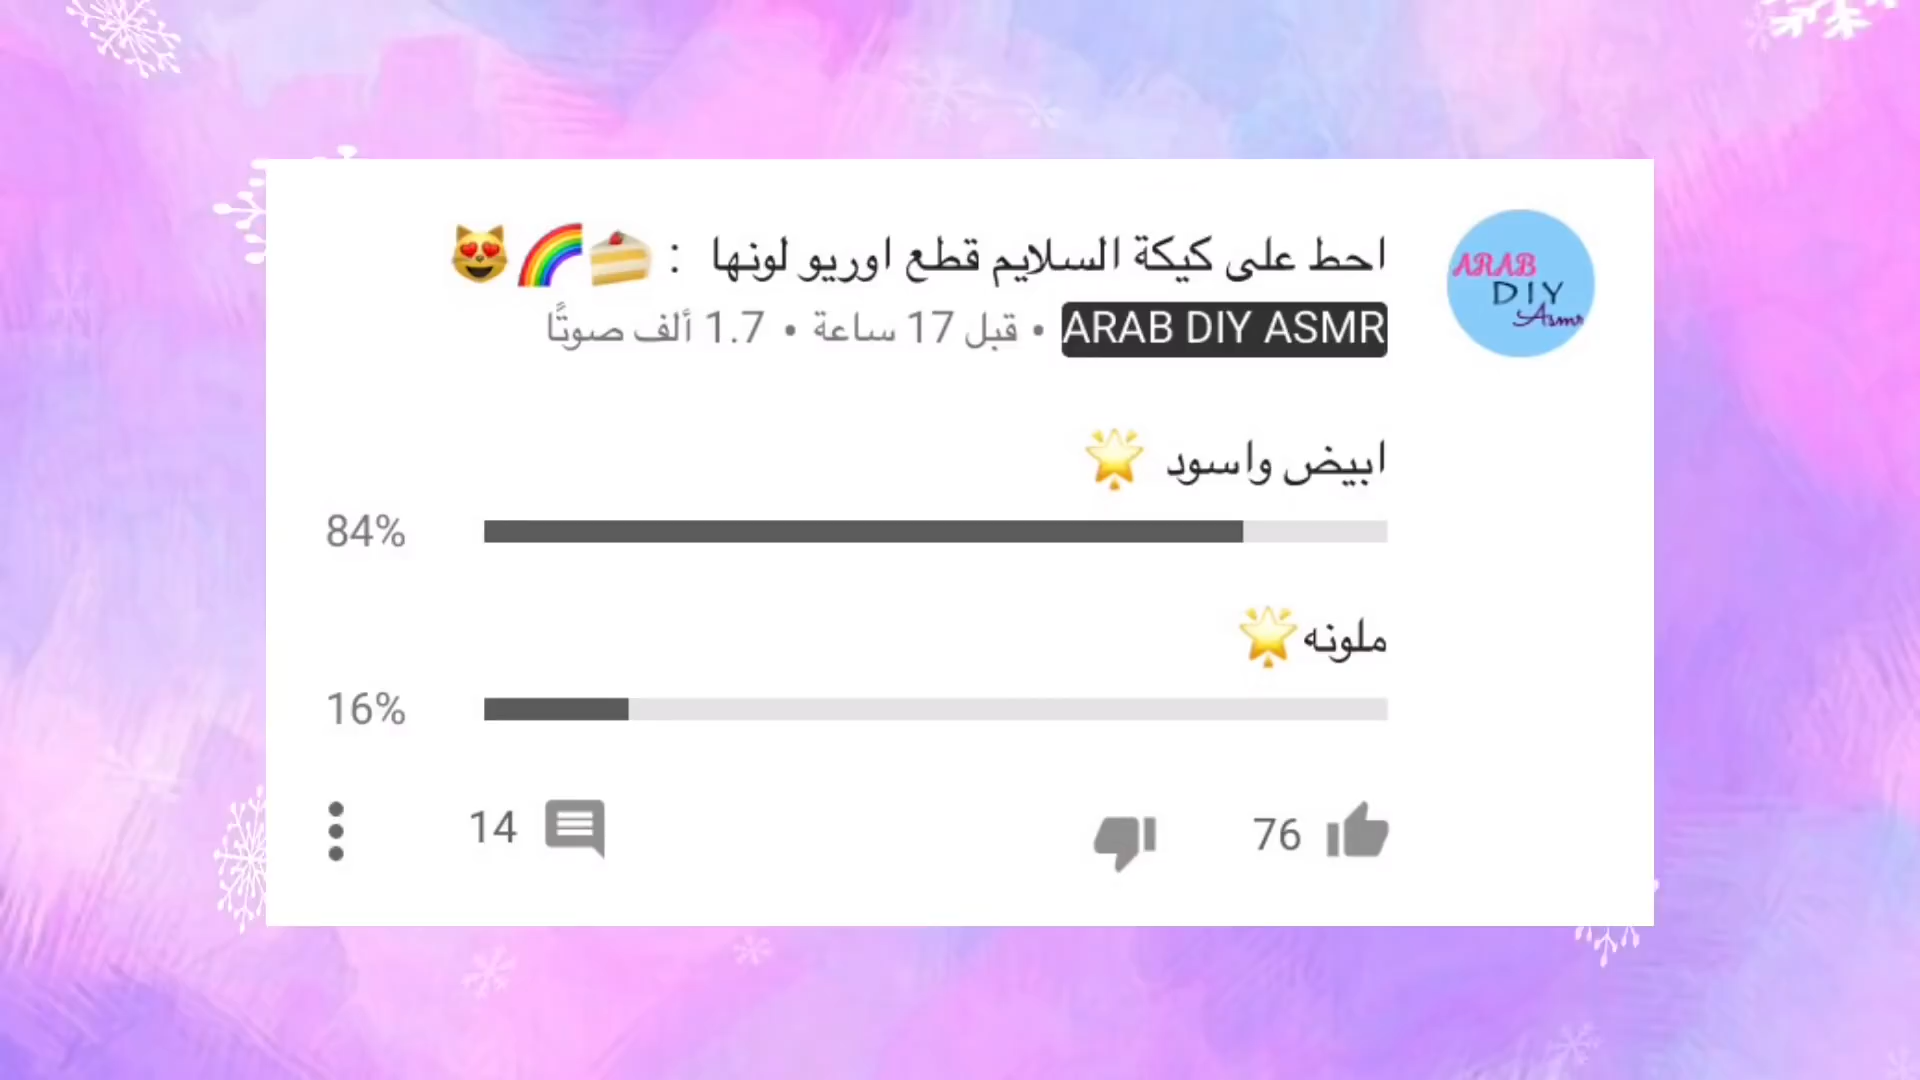 احط على كيكة السلايم قطع اوريو لونها : 🍰🌈😻
ARAB DIY ASMR • قبل 17 ساعة • 1.7 ألف صوتًا
ARAB
DIY
Asmr
ابيض واسود 🌟
84%
ملونه🌟
16%
76
14